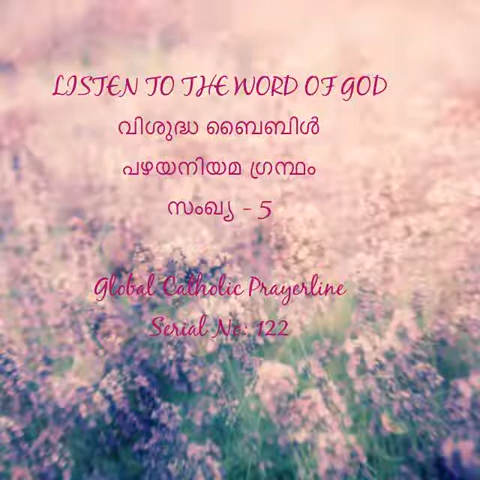 LISTEN TO THE WORD OF GOD
വിശുദ്ധ ബൈബിൾ
പഴയനിയമ ഗ്രന്ഥം
സംഖ്യ - 5
Global Catholic Prayerline
Serial No: 122